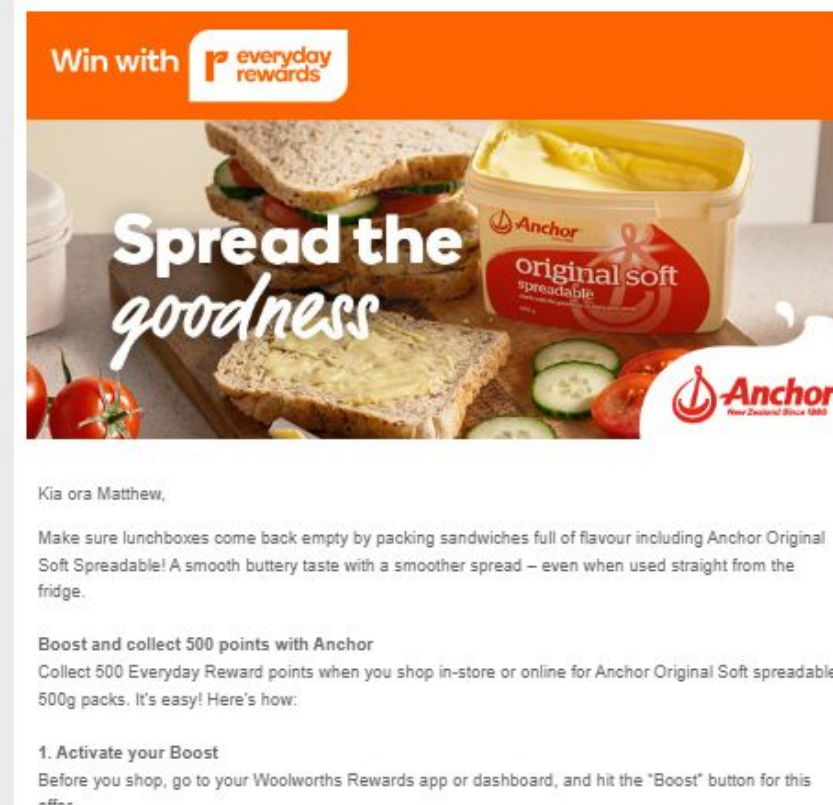 Win with
everyday
rewards
Spread the
goodness
Anchor
original soft
spreadable
Anchor
New Zealand Since 1886
Kia ora Matthew,
Make sure lunchboxes come back empty by packing sandwiches full of flavour including Anchor Original
Soft Spreadable! A smooth buttery taste with a smoother spread – even when used straight from the
fridge.
Boost and collect 500 points with Anchor
Collect 500 Everyday Reward points when you shop in-store or online for Anchor Original Soft spreadable
500g packs. It's easy! Here's how:
1. Activate your Boost
Before you shop, go to your Woolworths Rewards app or dashboard, and hit the "Boost" button for this
offer